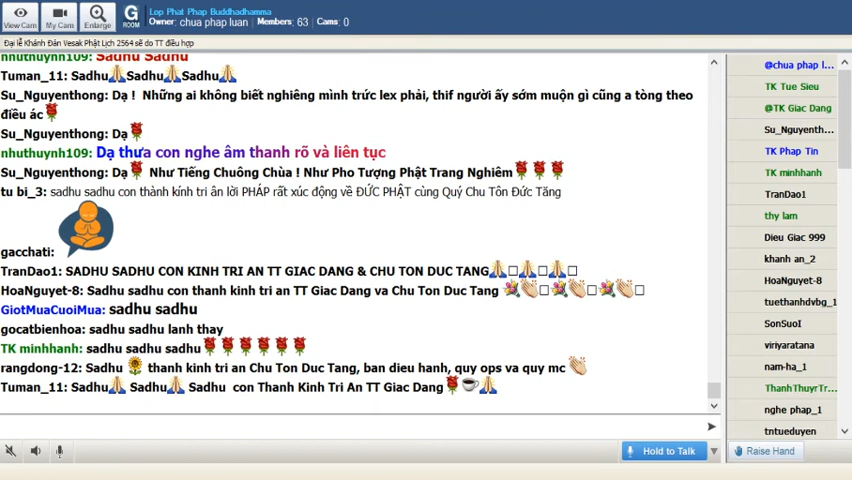 View Cam
My Cam
Enlarge
G
ROOM
Lop Phat Phap Buddhadhamma
Owner: chua phap luan Members: 63 Cams: 0
Đại lễ Khánh Đản Vesak Phật Lịch 2564 sẽ do TT điều hợp
nhuthuynh109: Sadhu Sadhu
Tuman_11: Sadhu🙏Sadhu🙏Sadhu🙏
Su_Nguyenthong: Dạ ! Những ai không biết nghiêng mình trức lex phải, thif người ấy sớm muộn gì cũng a tòng theo
điều ác🌹
Su_Nguyenthong: Dạ🌹
nhuthuynh109: Dạ thưa con nghe âm thanh rõ và liên tục
Su_Nguyenthong: Dạ🌹 Như Tiếng Chuông Chùa ! Như Pho Tượng Phật Trang Nghiêm🌹🌹🌹
tu bi_3: sadhu sadhu con thành kính tri ân lời PHÁP rất xúc động về ĐỨC PHẬT cùng Quý Chu Tôn Đức Tăng
gacchati:
TranDao1: SADHU SADHU CON KINH TRI AN TT GIAC DANG & CHU TON DUC TANG🙏🙏🙏
HoaNguyet-8: Sadhu sadhu con thanh kinh tri an TT Giac Dang va Chu Ton Duc Tang 💐👏💐👏💐👏
GiotMuaCuoiMua: sadhu sadhu
gocatbienhoa: sadhu sadhu lanh thay
TK minhhanh: sadhu sadhu sadhu🌹🌹🌹🌹🌹🌹
rangdong-12: Sadhu 🌻 thanh kinh tri an Chu Ton Duc Tang, ban dieu hanh, quy ops va quy mc 👏
Tuman_11: Sadhu🙏 Sadhu🙏 Sadhu con Thanh Kinh Tri An TT Giac Dang🌹☕🙏
@chua phap l...
TK Tue Sieu
@TK Giac Dang
Su_Nguyenth...
TK Phap Tin
TK minhhanh
TranDao1
thy lam
Dieu Giac 999
khanh an_2
HoaNguyet-8
tuethanhdvbg_1
SonSuoI
viriyaratana
nam-ha_1
ThanhThuyrTr...
nghe phap_1
tntueduyen
Hold to Talk
Raise Hand